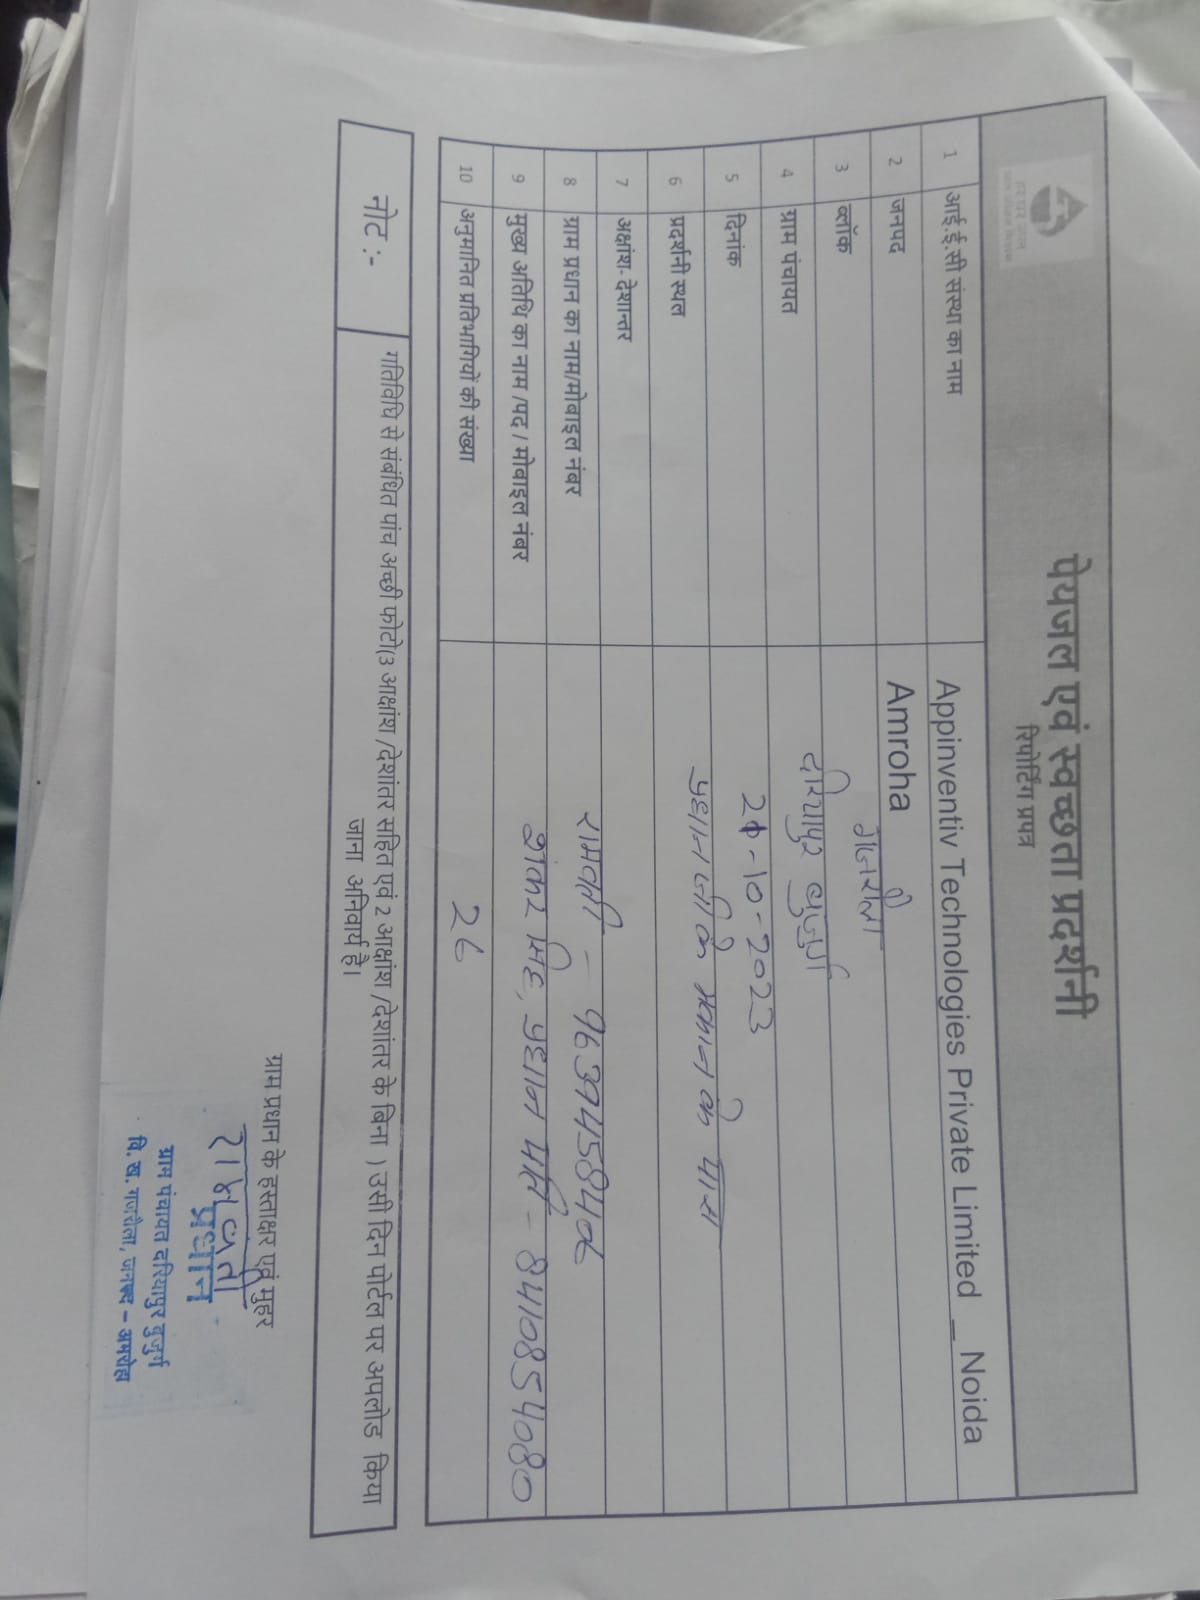 पेयजल एवं स्वच्छता प्रदर्शनी
रिपोर्टिंग प्रपत्र
1 आई.ई.सी संस्था का नाम Appinventiv Technologies Private Limited _ Noida
2 जनपद Amroha
3 ब्लॉक गजरौला
4 ग्राम पंचायत दरियापुर बुजुर्ग
5 दिनांक 21-10-2023
6 प्रदर्शनी स्थल प्रधान जी के मकान के पास
7 अक्षांश- देशान्तर
8 ग्राम प्रधान का नाम/मोबाइल नंबर रामवती =
9 मुख्य अतिथि का नाम /पद / मोबाइल नंबर शंकर सिंह, प्रधान पति - 8410854080
10 अनुमानित प्रतिभागियों की संख्या 26
नोट :-
गतिविधि से संबंधित पांच अच्छी फोटो(3 आक्षांश /देशांतर सहित एवं 2 आक्षांश /देशांतर के बिना ) उसी दिन पोर्टल पर अपलोड किया
जाना अनिवार्य है।
ग्राम प्रधान के हस्ताक्षर एवं मुहर
रामवती
प्रधान
ग्राम पंचायत दरियापुर बुजुर्ग
वि. ख. गजरौला, जनपद - अमरोहा